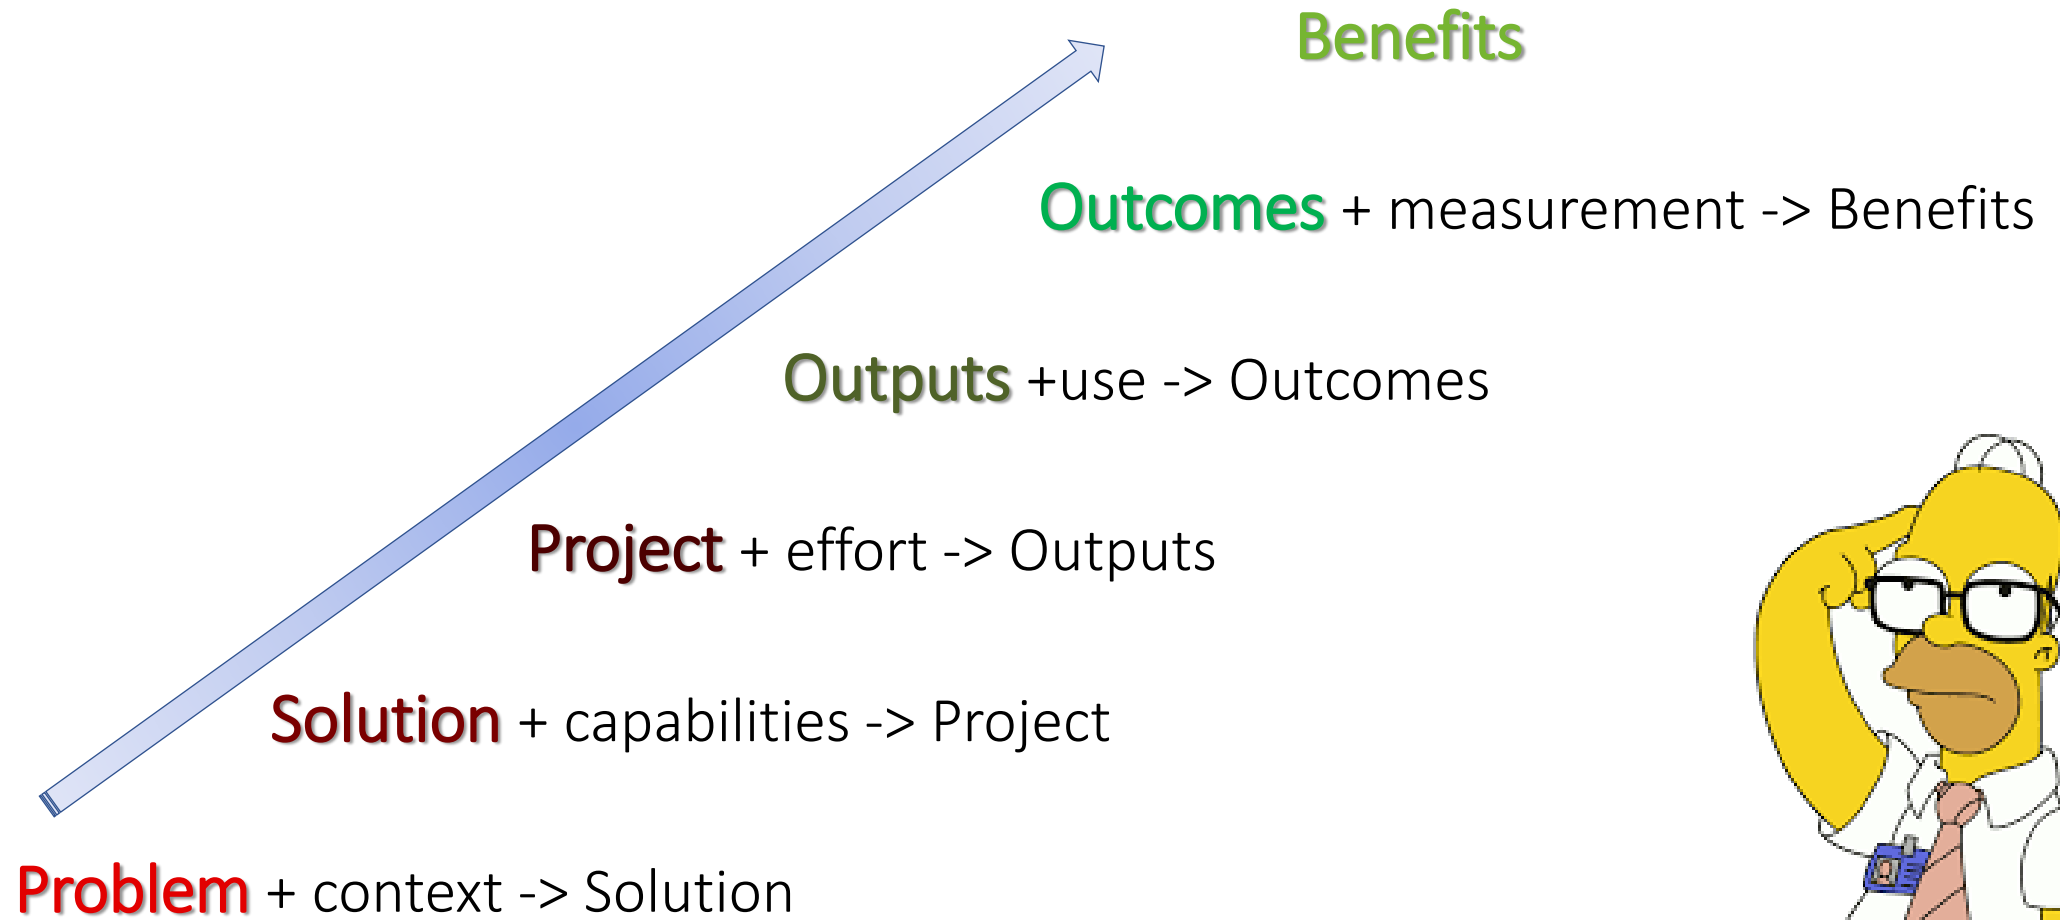 Benefits
Outcomes + measurement -> Benefits
Outputs +use -> Outcomes
Project + effort -> Outputs
Solution + capabilities -> Project
Problem + context -> Solution